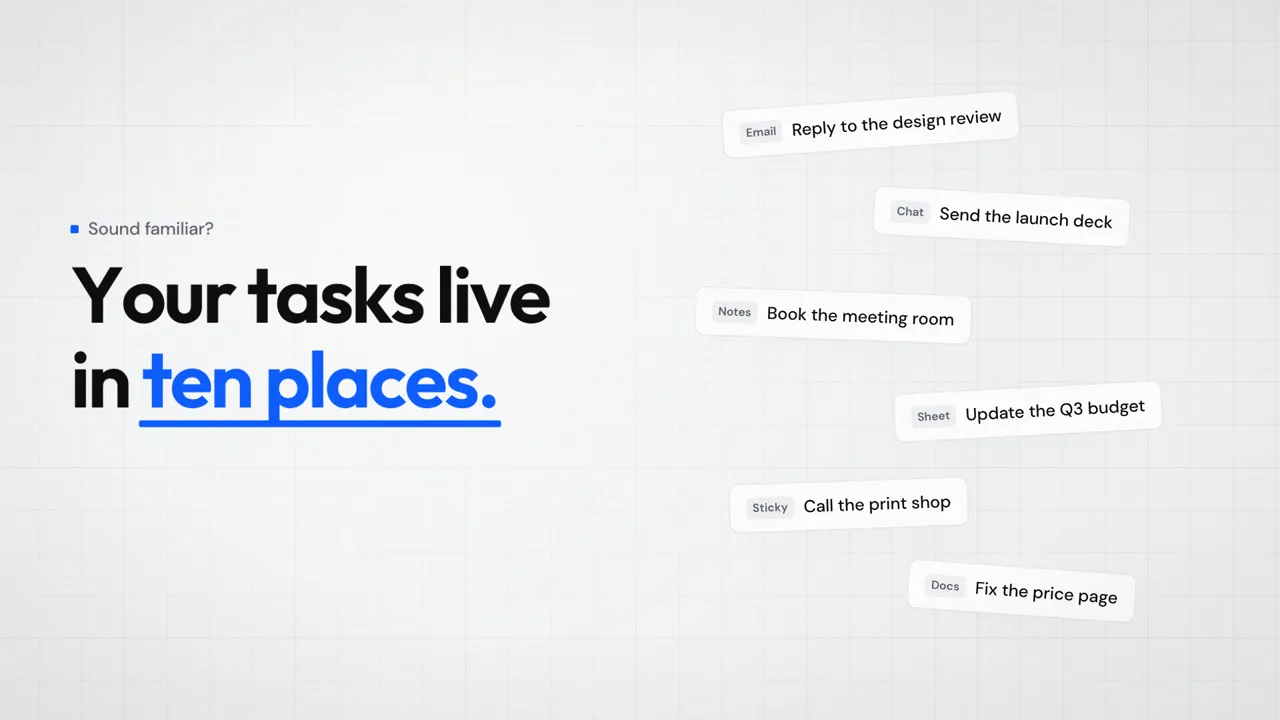 Sound familiar?
Your tasks live
in ten places.
Email Reply to the design review
Chat Send the launch deck
Notes Book the meeting room
Sheet Update the Q3 budget
Sticky Call the print shop
Docs Fix the price page